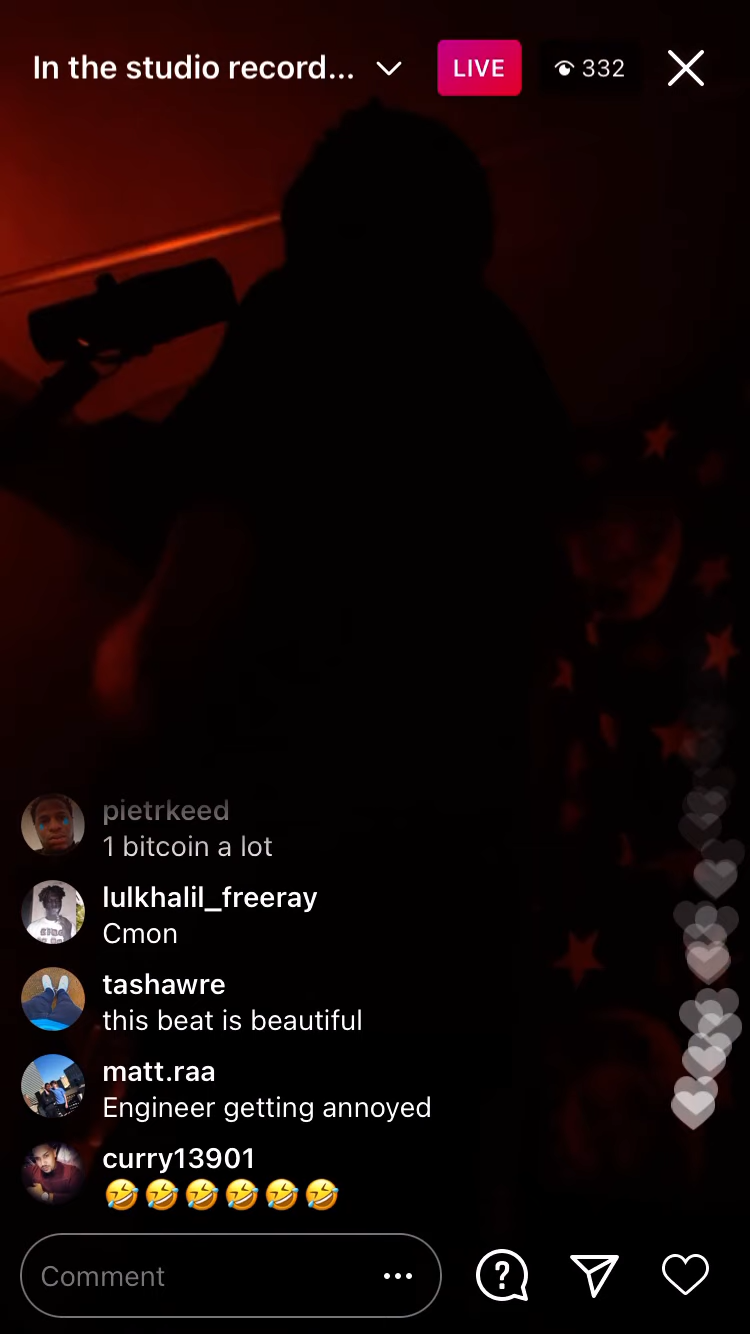 In the studio record...
LIVE
332
pietrkeed
1 bitcoin a lot
lulkhalil_freeray
Cmon
tashawre
this beat is beautiful
matt.raa
Engineer getting annoyed
curry13901
🤣🤣🤣🤣🤣🤣
Comment